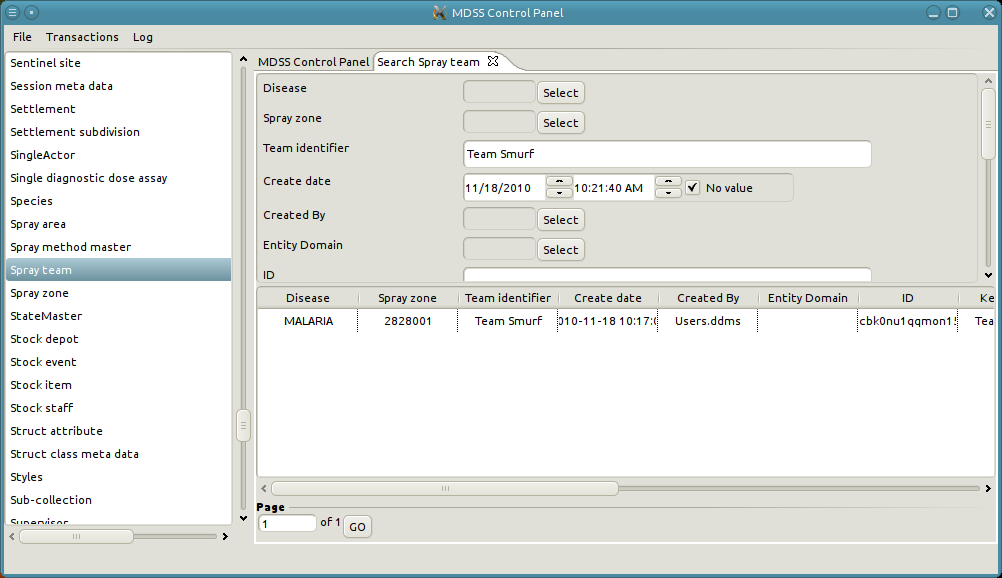 MDSS Control Panel
File Transactions Log
Sentinel site
Session meta data
Settlement
Settlement subdivision
SingleActor
Single diagnostic dose assay
Species
Spray area
Spray method master
Spray team
Spray zone
StateMaster
Stock depot
Stock event
Stock item
Stock staff
Struct attribute
Struct class meta data
Styles
Sub-collection
Supervisor
MDSS Control Panel Search Spray team
Disease Select
Spray zone Select
Team identifier Team Smurf
Create date 11/18/2010 10:21:40 AM No value
Created By Select
Entity Domain Select
ID
Disease Spray zone Team identifier Create date Created By Entity Domain ID Ke
MALARIA 2828001 Team Smurf 010-11-18 10:17:0 Users.ddms Tea
Page
1 of 1 GO